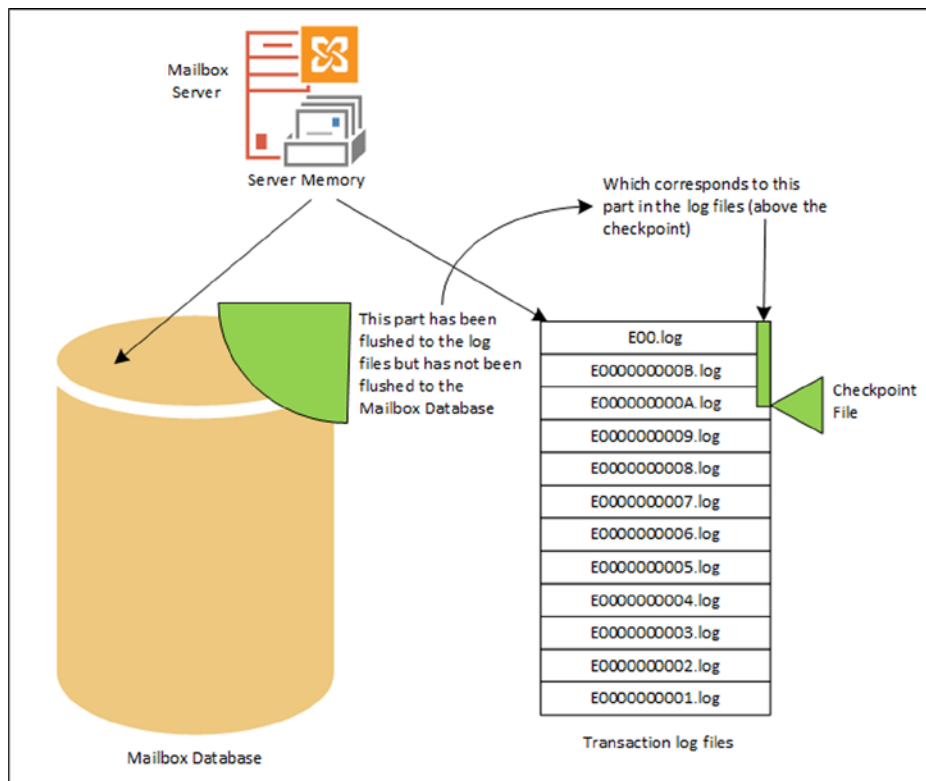 Mailbox
Server
Server Memory
Which corresponds to this
part in the log files (above the
checkpoint)
This part has been
flushed to the log
files but has not been
flushed to the
Mailbox Database
E00.log
E000000000B.log
E000000000A.log
E0000000009.log
E0000000008.log
E0000000007.log
E0000000006.log
E0000000005.log
E0000000004.log
E0000000003.log
E0000000002.log
E0000000001.log
Checkpoint
File
Mailbox Database
Transaction log files